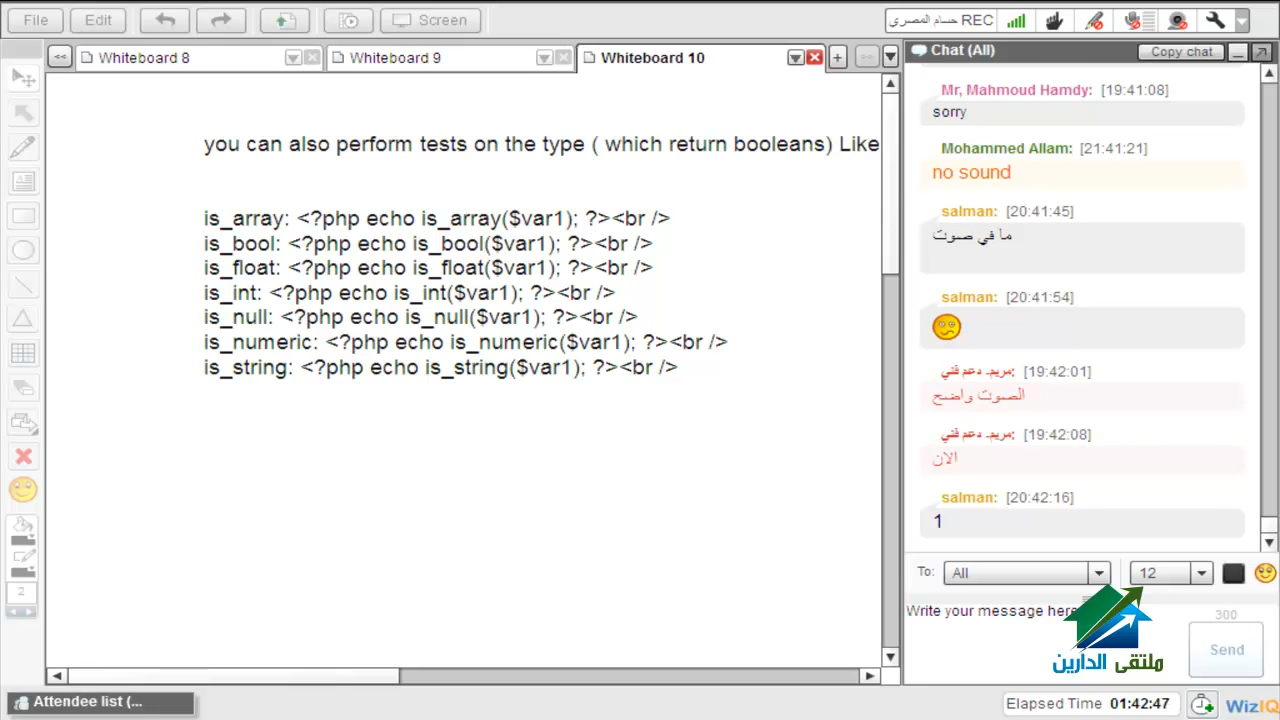 File
Edit
Screen
حسام المصري REC
Whiteboard 8
Whiteboard 9
Whiteboard 10
you can also perform tests on the type ( which return booleans) Like
is_array: <?php echo is_array($var1); ?><br />
is_bool: <?php echo is_bool($var1); ?><br />
is_float: <?php echo is_float($var1); ?><br />
is_int: <?php echo is_int($var1); ?><br />
is_null: <?php echo is_null($var1); ?><br />
is_numeric: <?php echo is_numeric($var1); ?><br />
is_string: <?php echo is_string($var1); ?><br />
2
Chat (All)
Copy chat
Mr, Mahmoud Hamdy: [19:41:08]
sorry
Mohammed Allam: [21:41:21]
no sound
salman: [20:41:45]
ما في صوت
salman: [20:41:54]
مريم۔ دعم فني: [19:42:01]
الصوت واضح
مريم۔ دعم فني: [19:42:08]
الان
salman: [20:42:16]
1
To:
All
12
Write your message here
300
Send
ملتقى الدارين
Attendee list (...
Elapsed Time 01:42:47
WizIQ